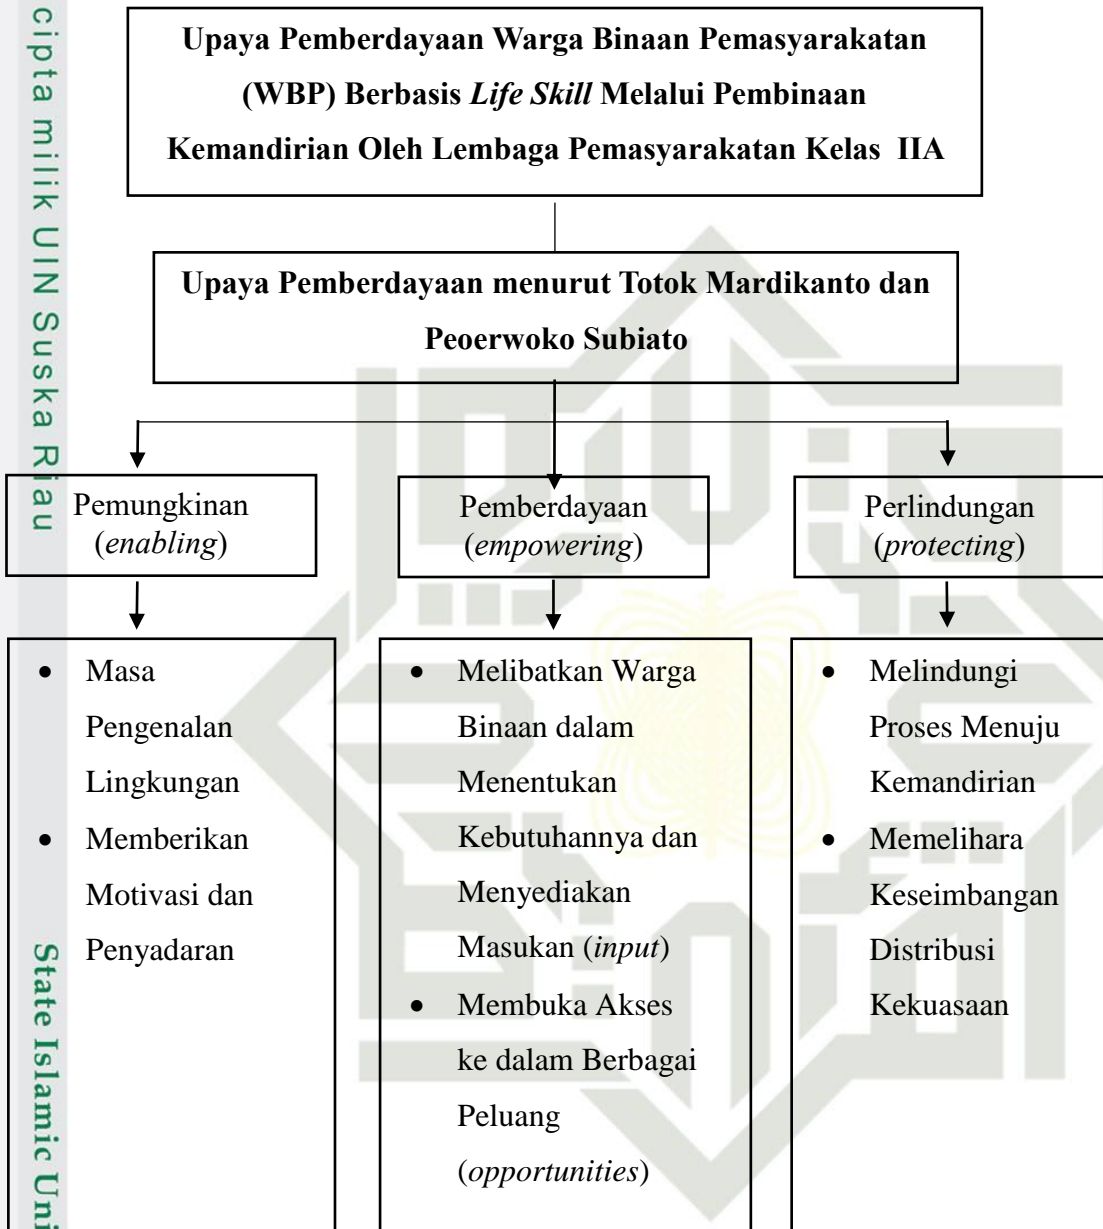 cipta milik UIN Suska Riau
State Islamic Uni
Upaya Pemberdayaan Warga Binaan Pemasyarakatan
(WBP) Berbasis Life Skill Melalui Pembinaan
Kemandirian Oleh Lembaga Pemasyarakatan Kelas IIA
Upaya Pemberdayaan menurut Totok Mardikanto dan
Peoerwoko Subiato
Pemungkinan
(enabling)
Pemberdayaan
(empowering)
Perlindungan
(protecting)
• Masa
Pengenalan
Lingkungan
• Memberikan
Motivasi dan
Penyadaran
• Melibatkan Warga
Binaan dalam
Menentukan
Kebutuhannya dan
Menyediakan
Masukan (input)
• Membuka Akses
ke dalam Berbagai
Peluang
(opportunities)
• Melindungi
Proses Menuju
Kemandirian
• Memelihara
Keseimbangan
Distribusi
Kekuasaan